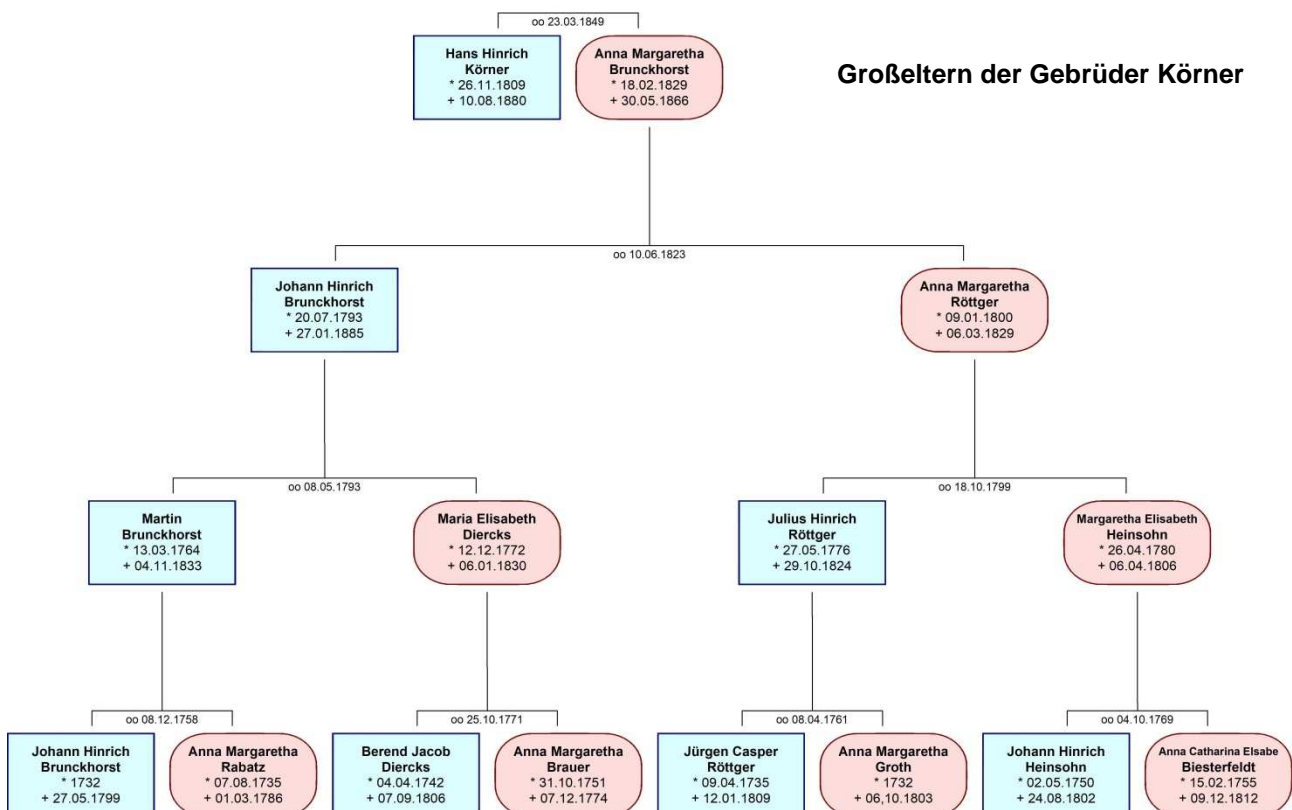 oo 23.03.1849
Hans Hinrich
Körner
* 26.11.1809
+ 10.08.1880
Anna Margaretha
Brunckhorst
* 18.02.1829
+ 30.05.1866
Großeltern der Gebrüder Körner
oo 10.06.1823
Johann Hinrich
Brunckhorst
* 20.07.1793
+ 27.01.1885
Anna Margaretha
Röttger
* 09.01.1800
+ 06.03.1829
oo 08.05.1793
oo 18.10.1799
Martin
Brunckhorst
* 13.03.1764
+ 04.11.1833
Maria Elisabeth
Diercks
* 12.12.1772
+ 06.01.1830
Julius Hinrich
Röttger
* 27.05.1776
+ 29.10.1824
Margaretha Elisabeth
Heinsohn
* 26.04.1780
+ 06.04.1806
oo 08.12.1758
oo 25.10.1771
oo 08.04.1761
oo 04.10.1769
Johann Hinrich
Brunckhorst
* 1732
+ 27.05.1799
Anna Margaretha
Rabatz
* 07.08.1735
+ 01.03.1786
Berend Jacob
Diercks
* 04.04.1742
+ 07.09.1806
Anna Margaretha
Brauer
* 31.10.1751
+ 07.12.1774
Jürgen Casper
Röttger
* 09.04.1735
+ 12.01.1809
Anna Margaretha
Groth
* 1732
+ 06,10.1803
Johann Hinrich
Heinsohn
* 02.05.1750
+ 24.08.1802
Anna Catharina Elsabe
Biesterfeldt
* 15.02.1755
+ 09.12.1812